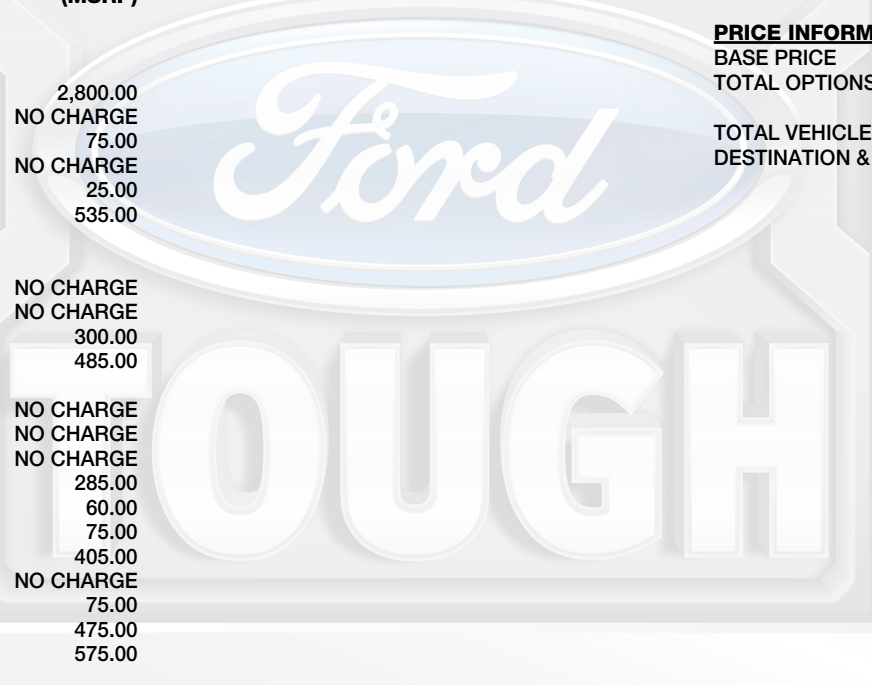 (MSRP)
2,800.00
NO CHARGE
75.00
NO CHARGE
25.00
535.00
NO CHARGE
NO CHARGE
300.00
485.00
NO CHARGE
NO CHARGE
NO CHARGE
285.00
60.00
75.00
405.00
NO CHARGE
75.00
475.00
575.00
PRICE INFORM
BASE PRICE
TOTAL OPTIONS
TOTAL VEHICLE
DESTINATION &
Ford
TOUGH